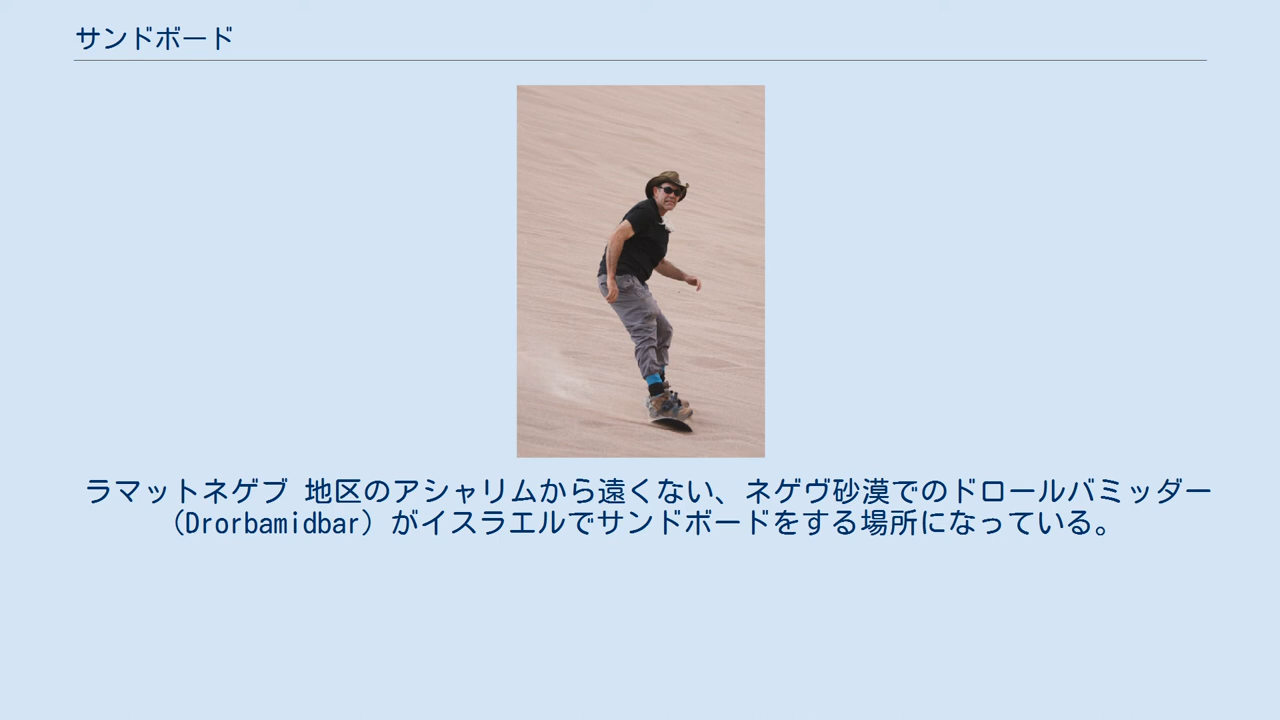 サンドボード
ラマットネゲブ 地区のアシャリムから遠くない、ネゲヴ砂漠でのドロールバミッダー
（Drorbamidbar）がイスラエルでサンドボードをする場所になっている。